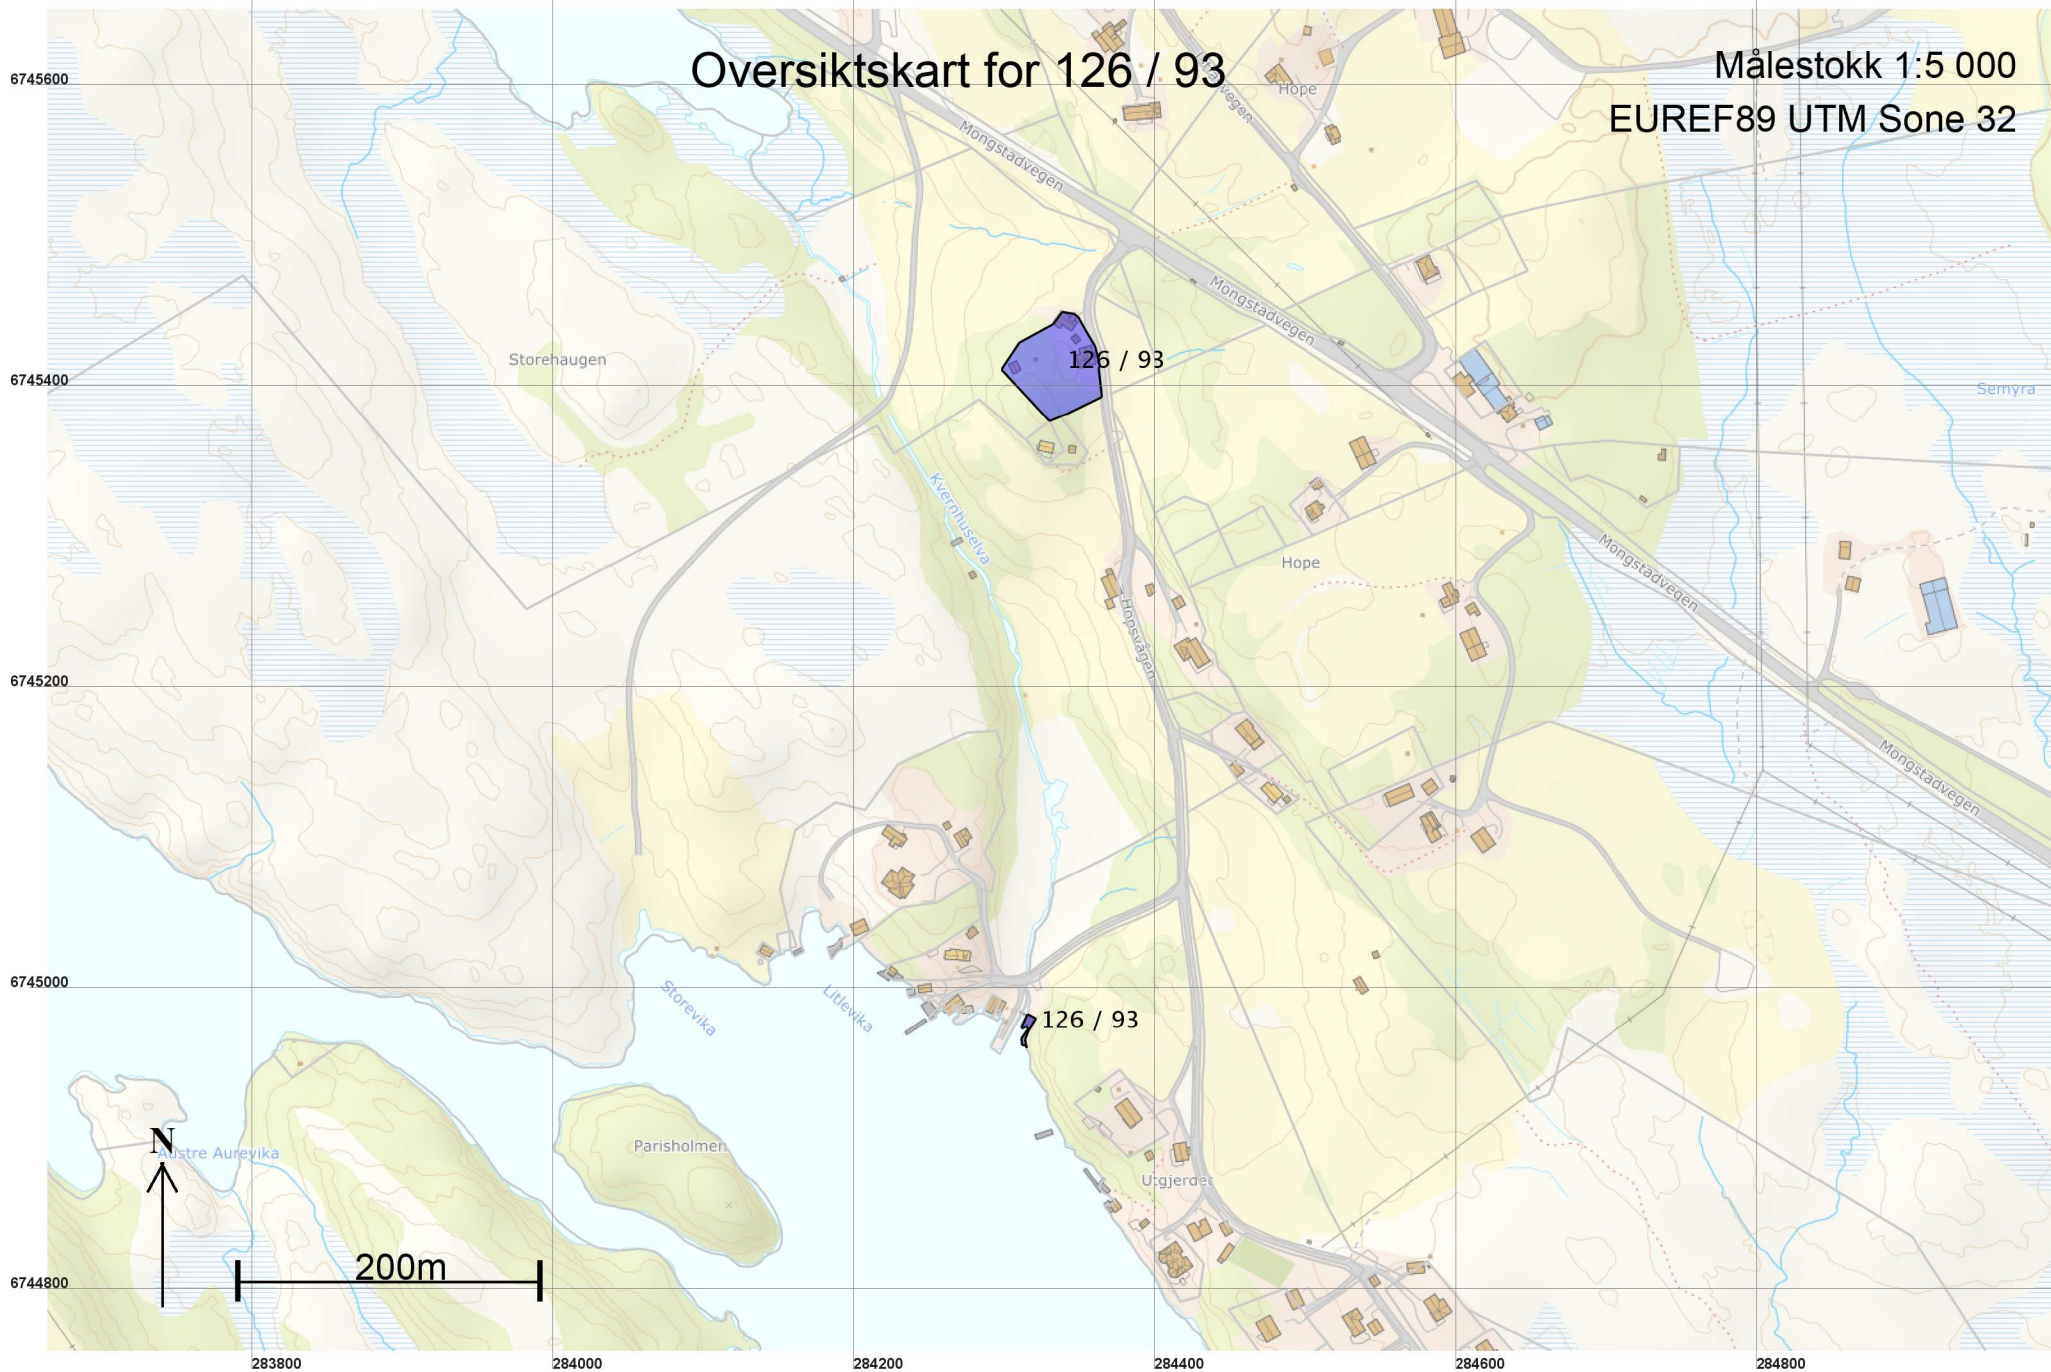 Oversiktskart for 126 / 93
Målestokk 1:5 000
EUREF89 UTM Sone 32
6745600
Hope
Mongstadvegen
Mongstadvegen
Storehaugen
126 / 93
6745400
Semyra
Kvernhuselva
Hope
Mongstadvegen
Hopsvågen
6745200
Mongstadvegen
6745000
Storevika
Litlevika
126 / 93
N
Austre Aurevika
Parisholmen
Utgjerdet
200m
6744800
283800
284000
284200
284400
284600
284800